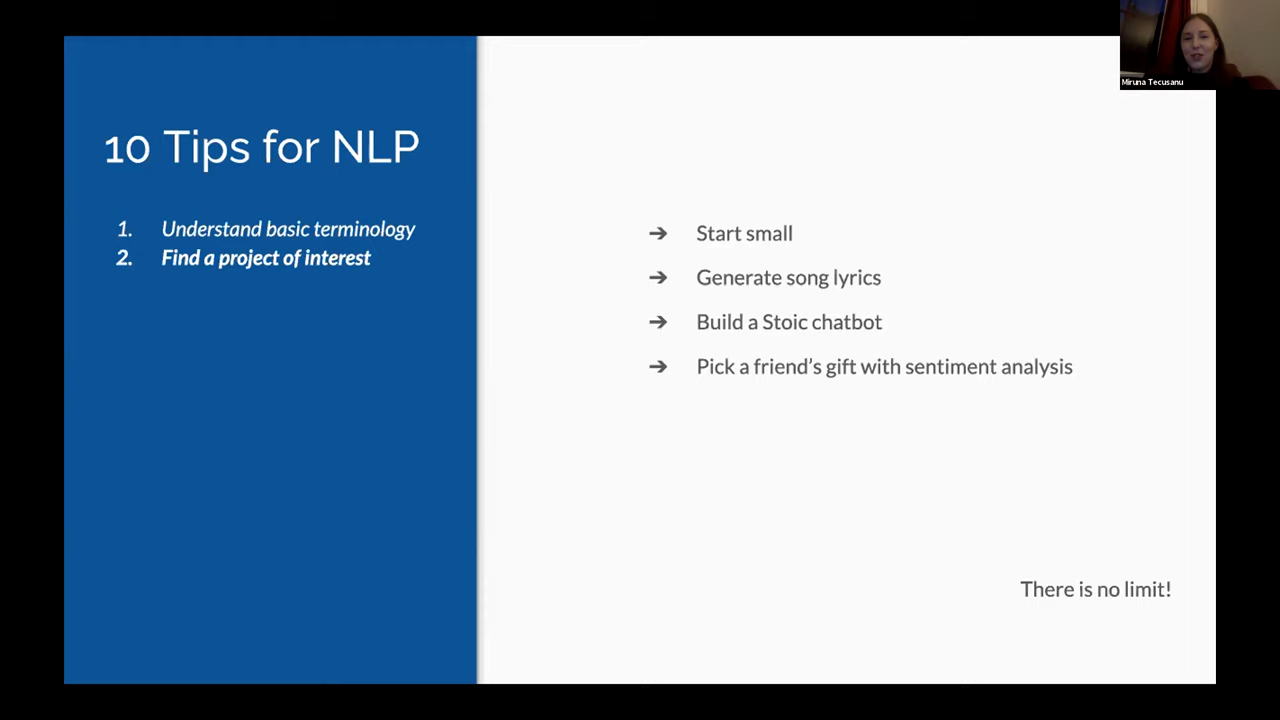 Miruna Tecusanu
10 Tips for NLP
1. Understand basic terminology
2. Find a project of interest
➔ Start small
➔ Generate song lyrics
➔ Build a Stoic chatbot
➔ Pick a friend's gift with sentiment analysis
There is no limit!